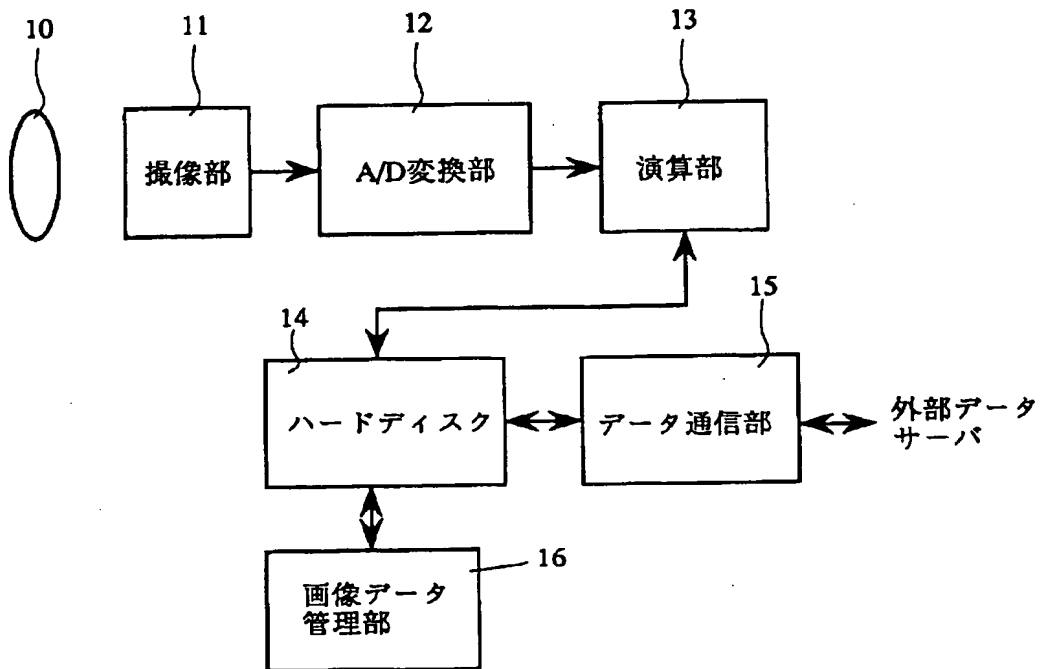 10
11
12
13
撮像部
A/D変換部
演算部
14
15
ハードディスク
データ通信部
外部データ
サーバ
16
画像データ
管理部